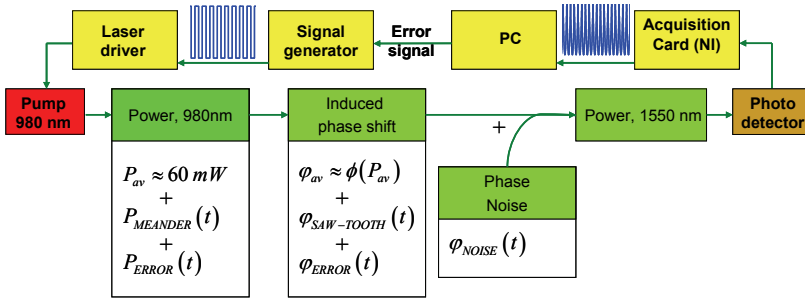 Laser
driver
Signal
generator
Error
signal
PC
Acquisition
Card (NI)
Pump
980 nm
Power, 980nm
P_av ≈ 60 mW
+
P_MEANDER (t)
+
P_ERROR (t)
Induced
phase shift
φ_av ≈ ϕ(P_av)
+
φ_SAW−TOOTH (t)
+
φ_ERROR (t)
+
Phase
Noise
φ_NOISE (t)
Power, 1550 nm
Photo
detector